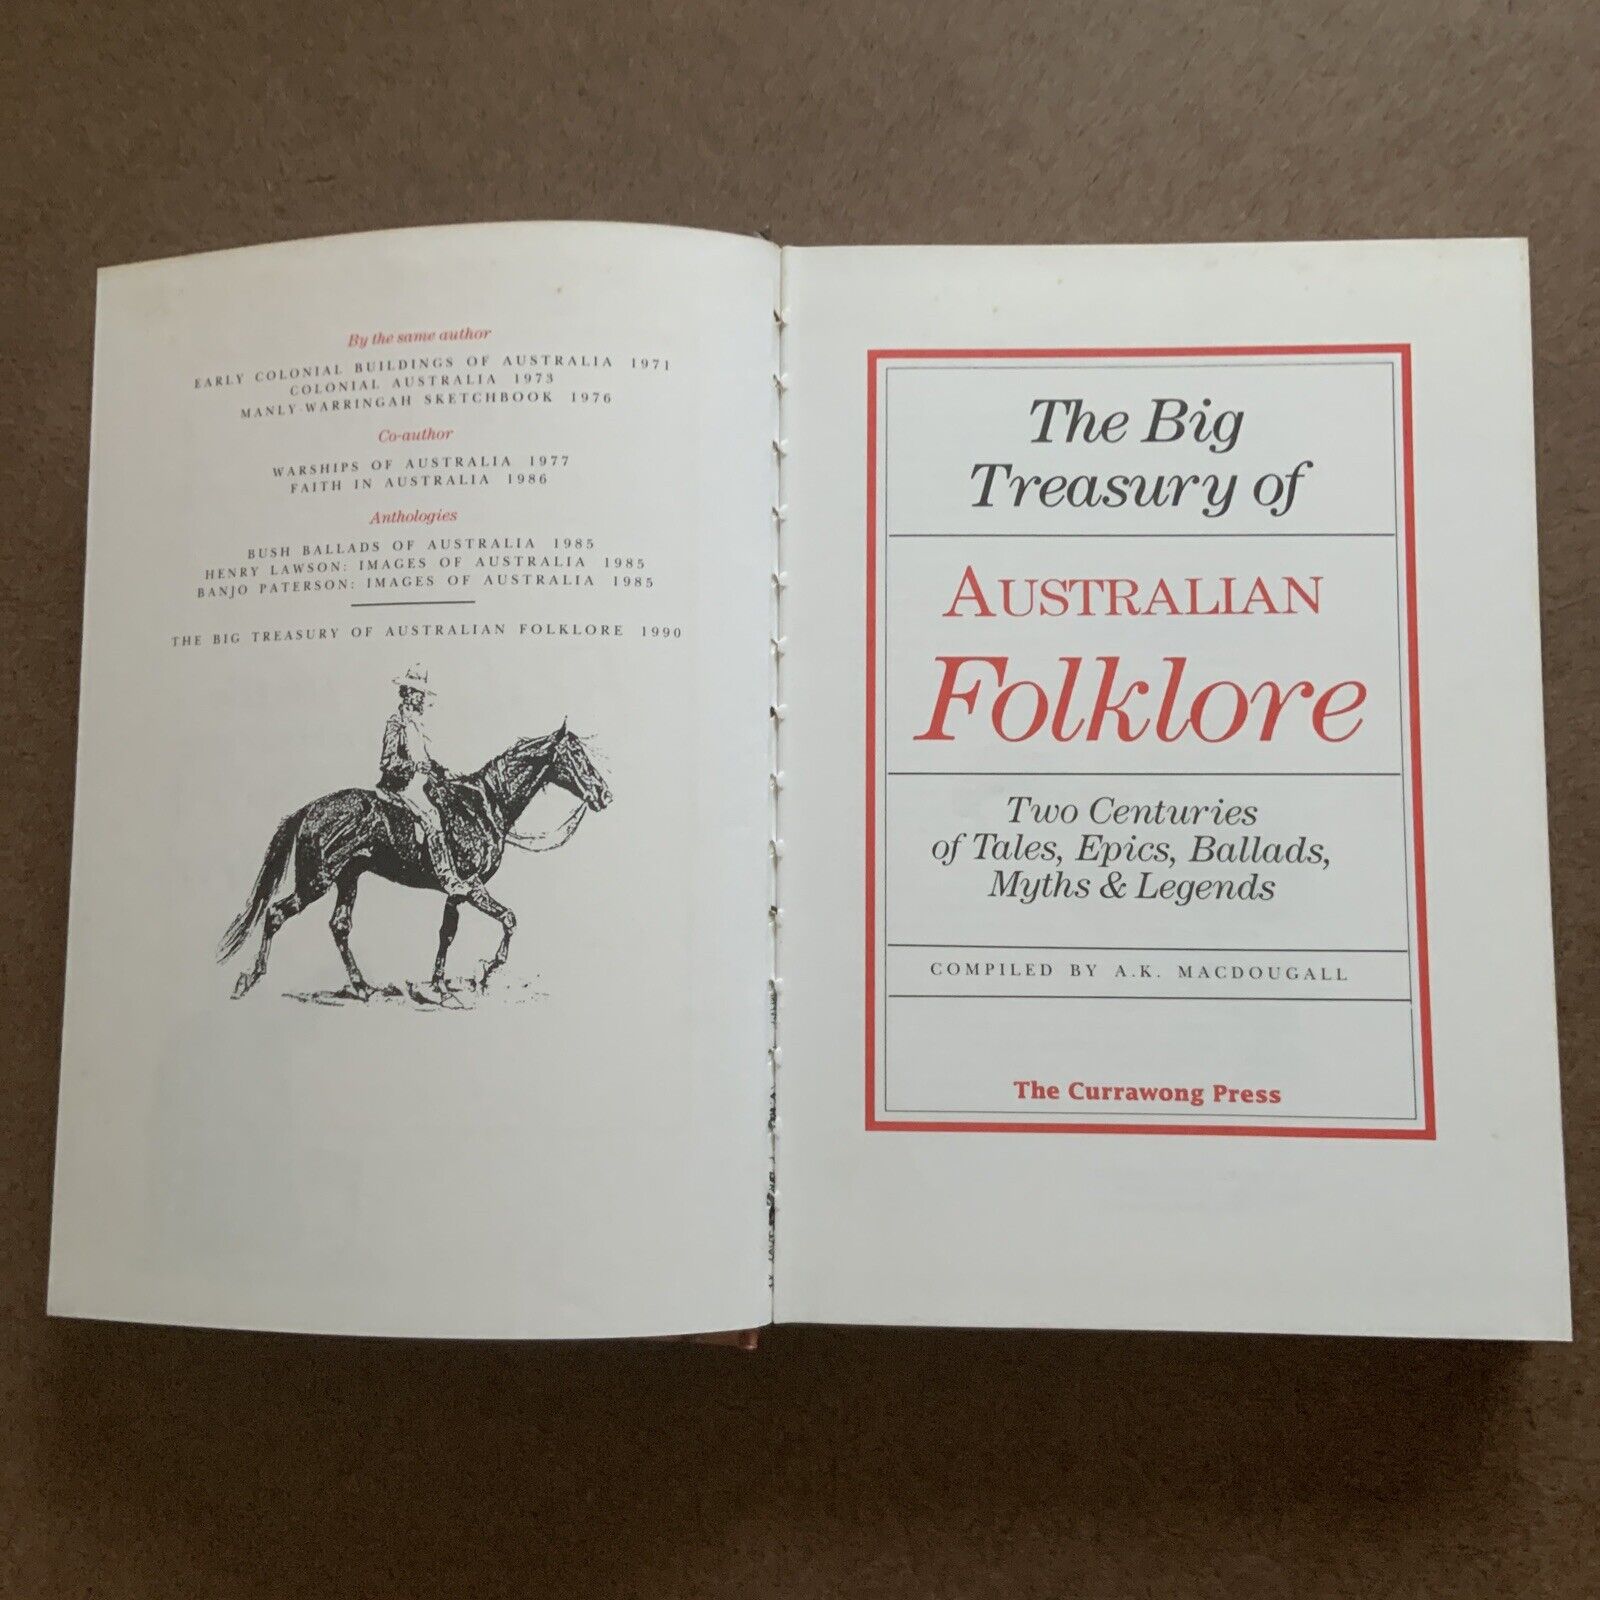 By the same author
EARLY COLONIAL BUILDINGS OF AUSTRALIA 1971
COLONIAL AUSTRALIA 1973
MANLY-WARRINGAH SKETCHBOOK 1976
Co-author
WARSHIPS OF AUSTRALIA 1977
FAITH IN AUSTRALIA 1986
Anthologies
BUSH BALLADS OF AUSTRALIA 1985
HENRY LAWSON: IMAGES OF AUSTRALIA 1985
BANJO PATERSON: IMAGES OF AUSTRALIA 1985
THE BIG TREASURY OF AUSTRALIAN FOLKLORE 1990
The Big
Treasury of
AUSTRALIAN
Folklore
Two Centuries
of Tales, Epics, Ballads,
Myths & Legends
COMPILED BY A.K. MACDOUGALL
The Currawong Press